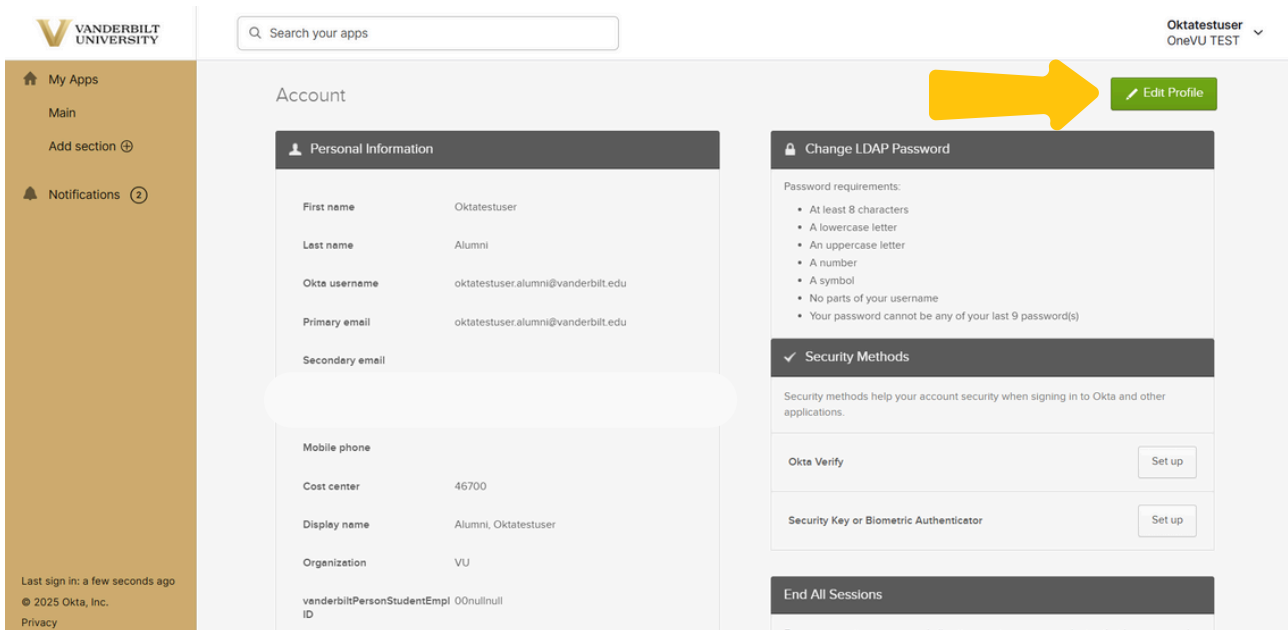 VANDERBILT
UNIVERSITY
Search your apps
Oktatestuser
OneVU TEST
My Apps
Main
Add section
Notifications 2
Last sign in: a few seconds ago
© 2025 Okta, Inc.
Privacy
Account
Edit Profile
Personal Information
First name Oktatestuser
Last name Alumni
Okta username oktatestuser.alumni@vanderbilt.edu
Primary email oktatestuser.alumni@vanderbilt.edu
Secondary email
Mobile phone
Cost center 46700
Display name Alumni, Oktatestuser
Organization VU
vanderbiltPersonStudentEmpl 00nullnull
ID
Change LDAP Password
Password requirements:
• At least 8 characters
• A lowercase letter
• An uppercase letter
• A number
• A symbol
• No parts of your username
• Your password cannot be any of your last 9 password(s)
Security Methods
Security methods help your account security when signing in to Okta and other
applications.
Okta Verify Set up
Security Key or Biometric Authenticator Set up
End All Sessions